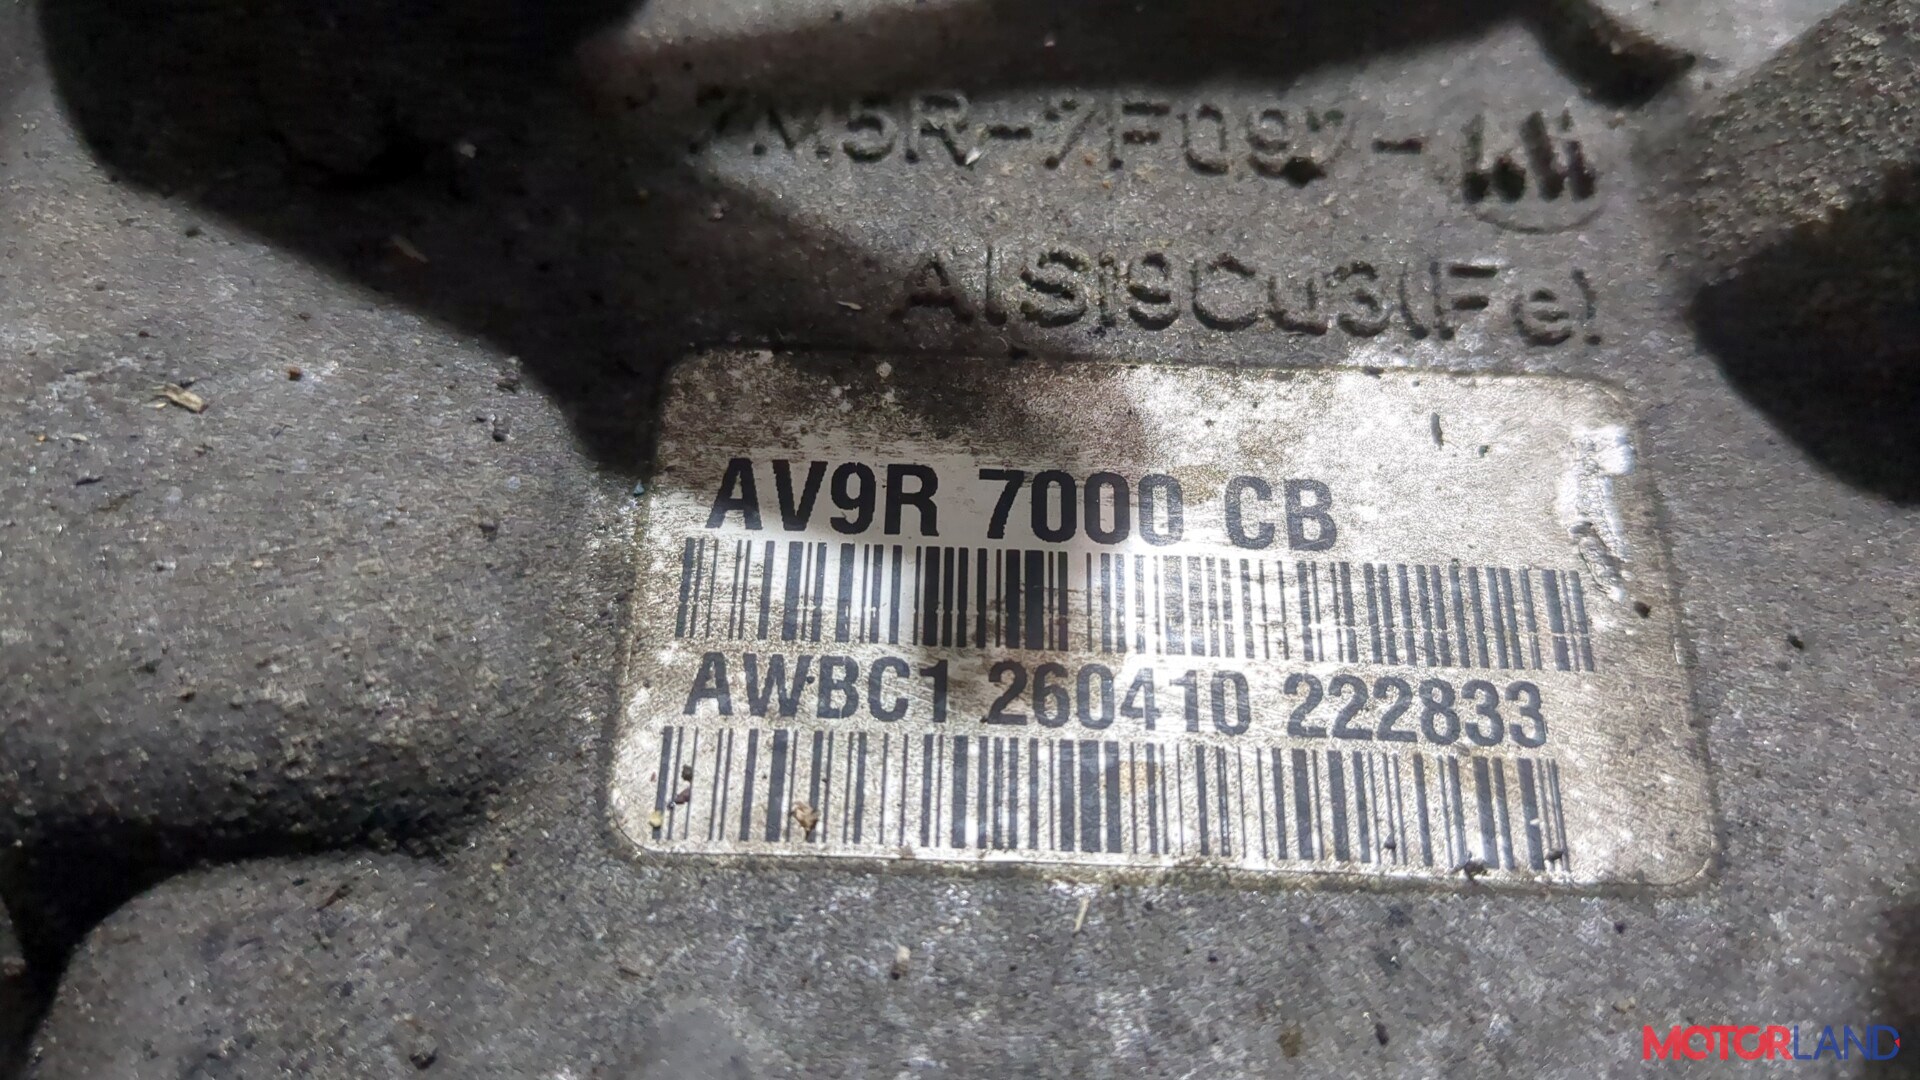 7M5R-7F097-
AlSi9Cu3(Fe)
AV9R 7000 CB
AWBC1 260410 222833
MOTORLAND